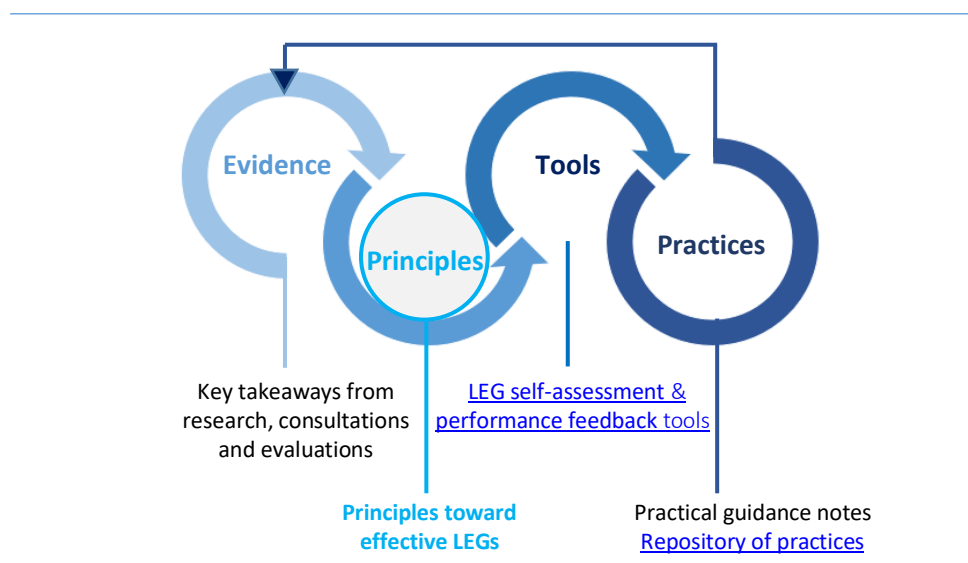 Evidence
Tools
Principles
Practices
Key takeaways from
research, consultations
and evaluations
LEG self-assessment &
performance feedback tools
Principles toward
effective LEGs
Practical guidance notes
Repository of practices